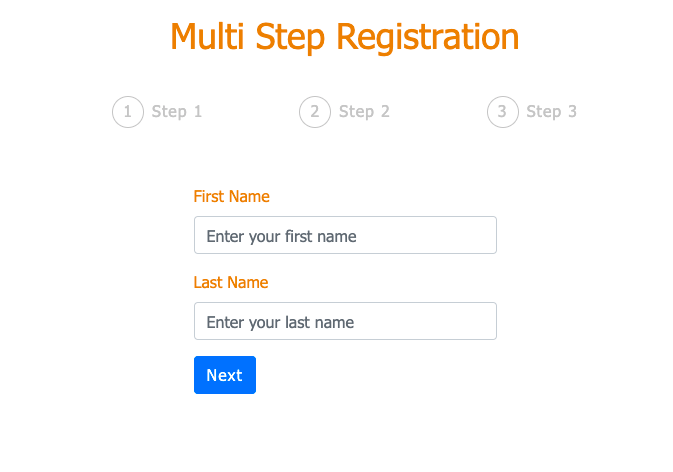 Multi Step Registration
1 Step 1 2 Step 2 3 Step 3
First Name
Enter your first name
Last Name
Enter your last name
Next